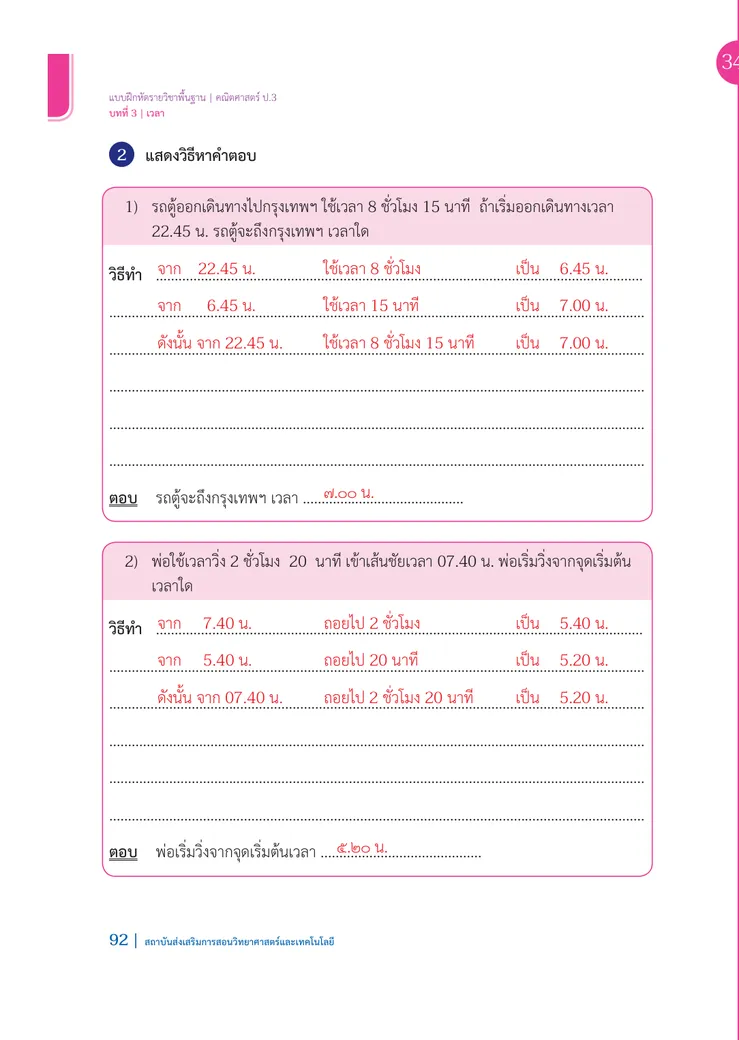 34
แบบฝึกหัดรายวิชาพื้นฐาน | คณิตศาสตร์ ป.3
บทที่ 3 | เวลา
2 แสดงวิธีหาคำตอบ
1) รถตู้ออกเดินทางไปกรุงเทพฯ ใช้เวลา 8 ชั่วโมง 15 นาที ถ้าเริ่มออกเดินทางเวลา
22.45 น. รถตู้จะถึงกรุงเทพฯ เวลาใด
วิธีทำ จาก 22.45 น. ใช้เวลา 8 ชั่วโมง เป็น 6.45 น.
จาก 6.45 น. ใช้เวลา 15 นาที เป็น 7.00 น.
ดังนั้น จาก 22.45 น. ใช้เวลา 8 ชั่วโมง 15 นาที เป็น 7.00 น.
ตอบ รถตู้จะถึงกรุงเทพฯ เวลา ๗.๐๐ น.
2) พ่อใช้เวลาวิ่ง 2 ชั่วโมง 20 นาที เข้าเส้นชัยเวลา 07.40 น. พ่อเริ่มวิ่งจากจุดเริ่มต้น
เวลาใด
วิธีทำ จาก 7.40 น. ถอยไป 2 ชั่วโมง เป็น 5.40 น.
จาก 5.40 น. ถอยไป 20 นาที เป็น 5.20 น.
ดังนั้น จาก 07.40 น. ถอยไป 2 ชั่วโมง 20 นาที เป็น 5.20 น.
ตอบ พ่อเริ่มวิ่งจากจุดเริ่มต้นเวลา ๕.๒๐ น.
92 | สถาบันส่งเสริมการสอนวิทยาศาสตร์และเทคโนโลยี